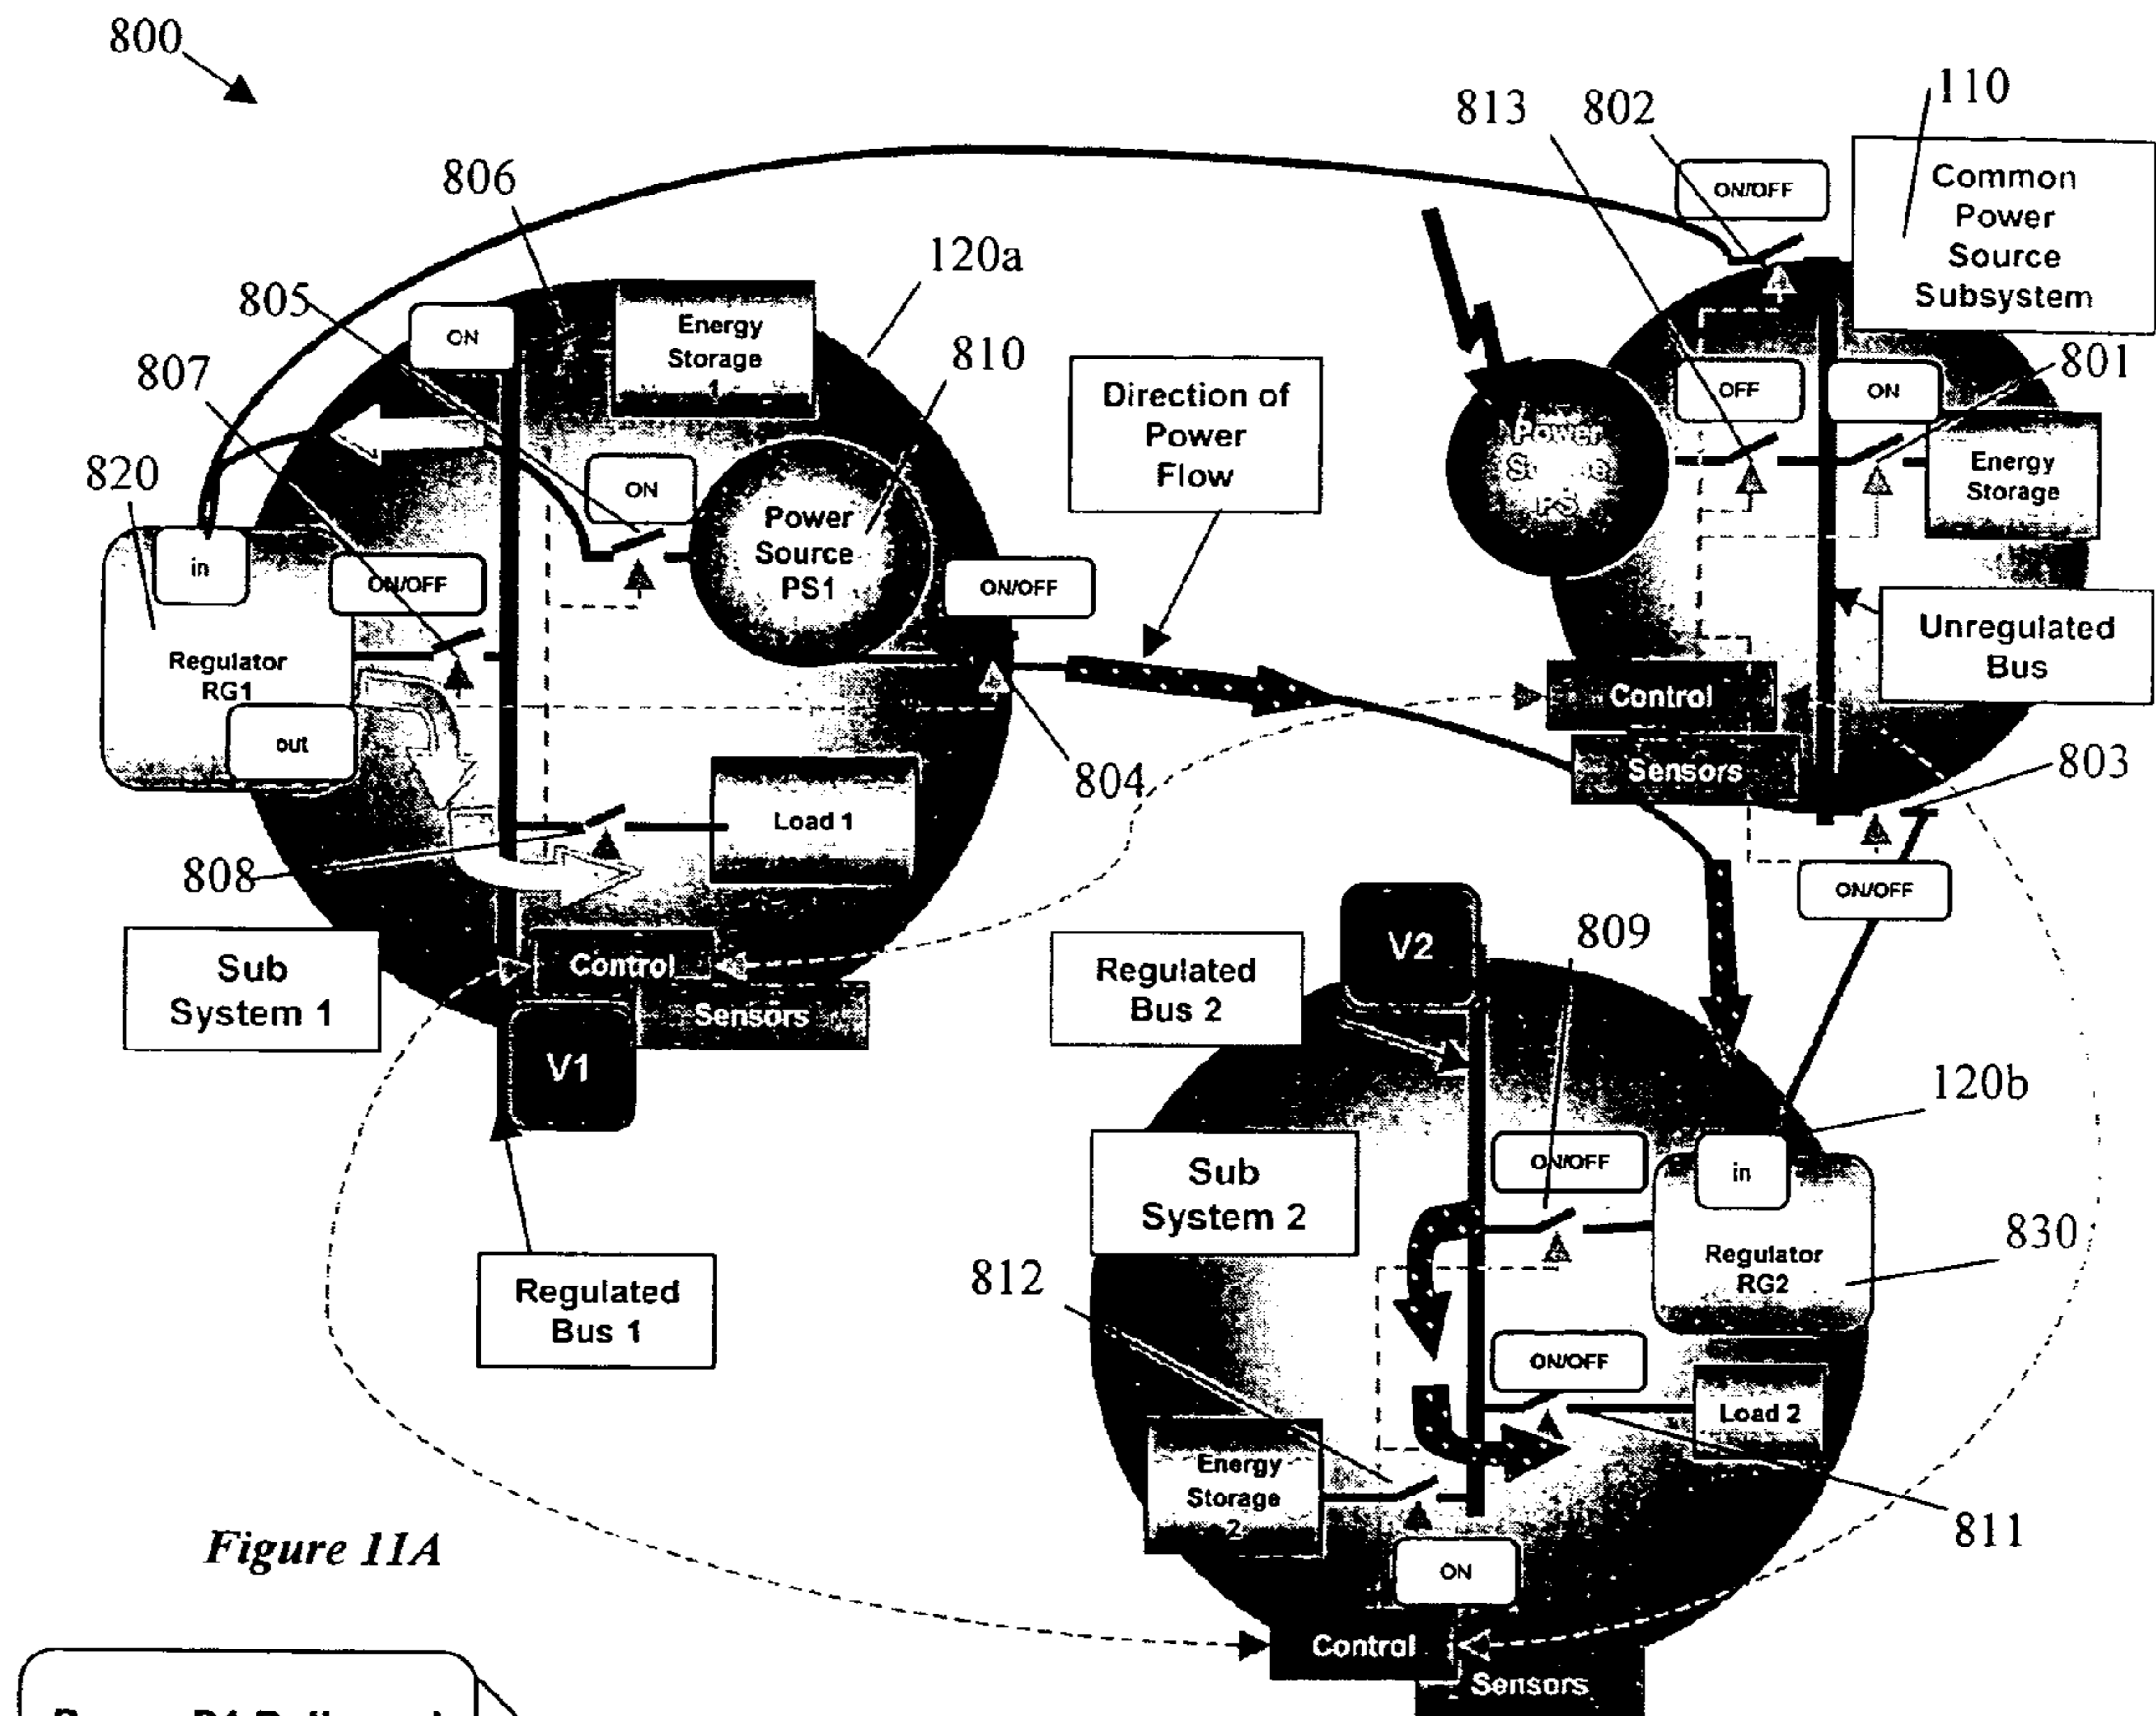 800
813
802
110
ON/OFF
Common
Power
Source
Subsystem
806
120a
805
ON
Energy
Storage
1
810
807
Direction of
Power
Flow
OFF
ON
801
Power
Source
PS
Energy
Storage
820
ON
Power
Source
PS1
in
ON/OFF
ON/OFF
Unregulated
Bus
Regulator
RG1
Control
out
Sensors
803
804
Load 1
808
ON/OFF
V2
809
Regulated
Bus 2
Sub
System 1
Control
Sensors
V1
120b
Sub
System 2
ON/OFF
in
830
Regulator
RG2
812
Regulated
Bus 1
ON/OFF
Load 2
Energy
Storage
2
811
Figure 11A
ON
Control
Sensors